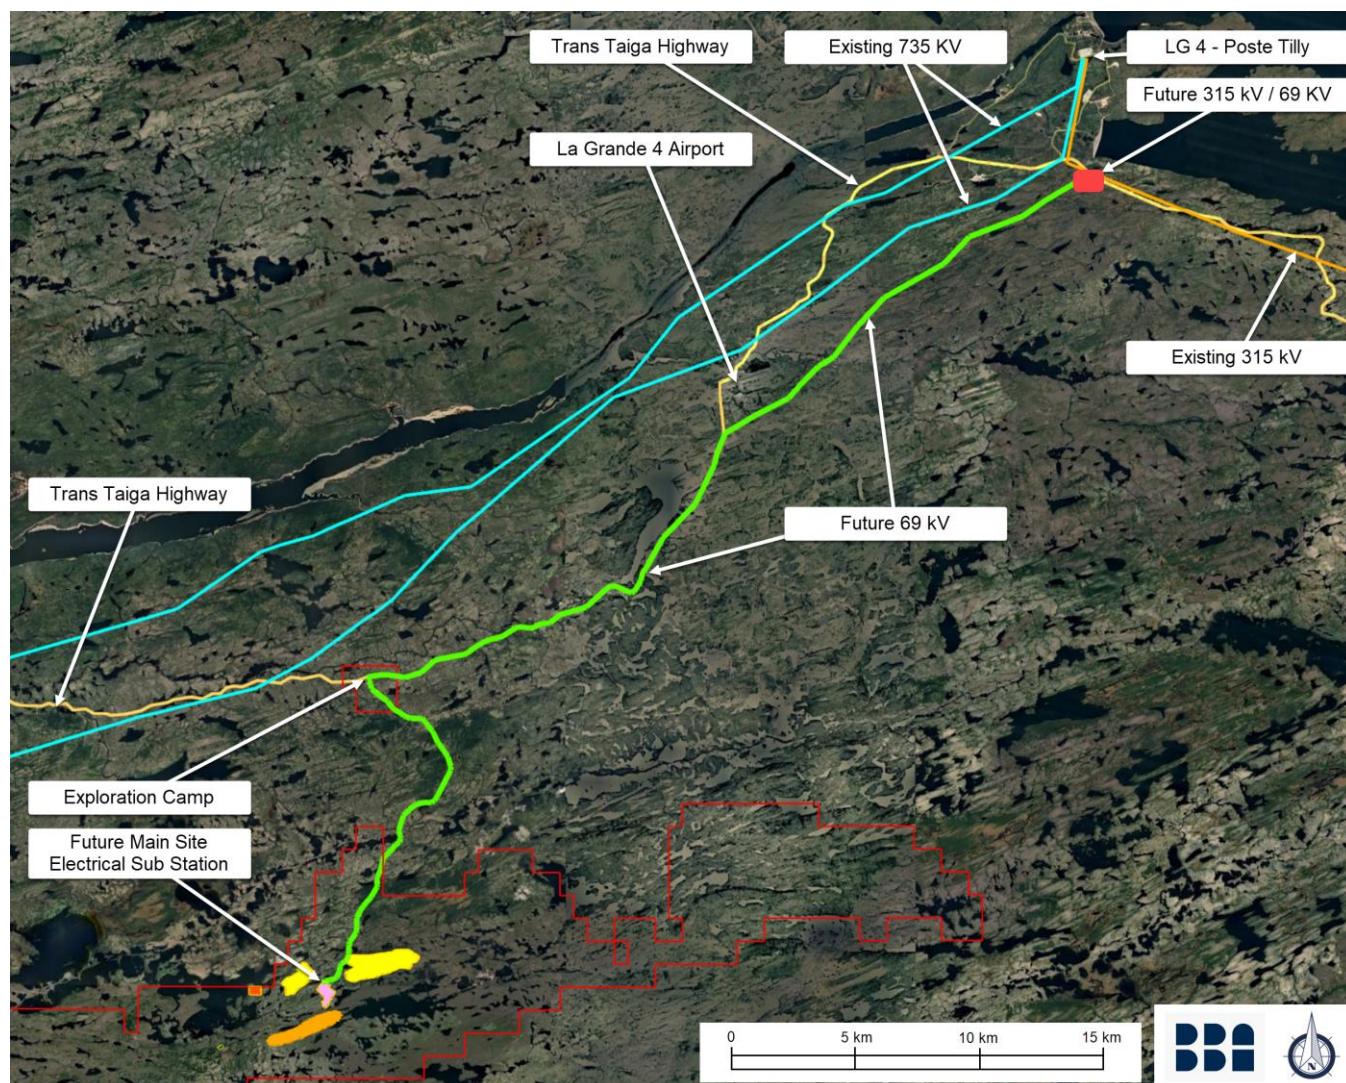 Trans Taiga Highway
Existing 735 KV
LG 4 - Poste Tilly
Future 315 kV / 69 KV
La Grande 4 Airport
Existing 315 kV
Trans Taiga Highway
Future 69 kV
Exploration Camp
Future Main Site
Electrical Sub Station
0
5 km
10 km
15 km
BBA
N